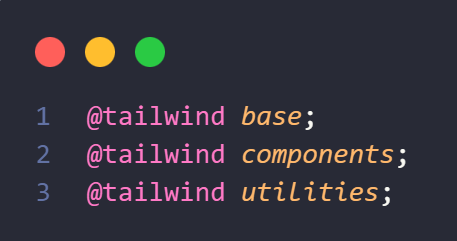 1 @tailwind base;
2 @tailwind components;
3 @tailwind utilities;